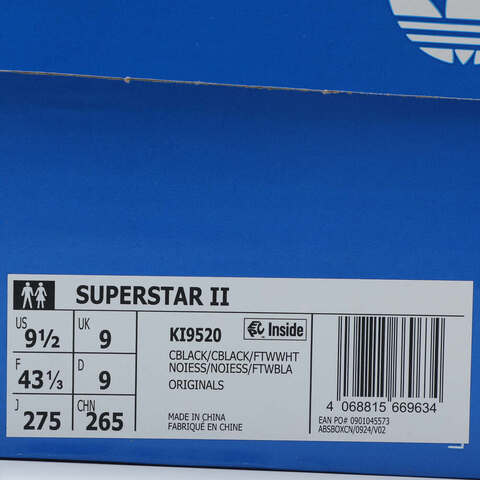 SUPERSTAR II
US 9½ UK 9
F 43⅓ D 9
J 275 CHN 265
KI9520 Inside
CBLACK/CBLACK/FTWWHT
NOIESS/NOIESS/FTWBLA
ORIGINALS
MADE IN CHINA
FABRIQUÉ EN CHINE
4 068815 669634
EAN PO# 0901045573
ABSBOXCN/0924/V02